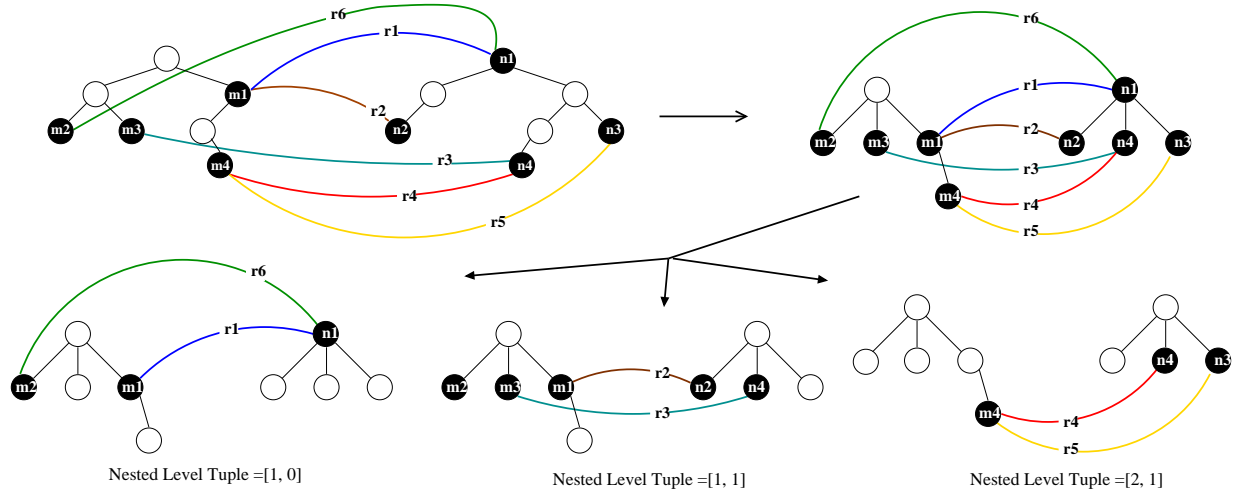 r6
r1
n1
m1
r2
m2
m3
n2
n3
r3
m4
n4
r4
r5
r6
r1
n1
r2
m2
m3
m1
n2
n4
n3
r3
m4
r4
r5
r6
r1
n1
m2
m1
Nested Level Tuple =[1, 0]
r2
m2
m3
m1
n2
n4
r3
Nested Level Tuple =[1, 1]
n4
n3
m4
r4
r5
Nested Level Tuple =[2, 1]